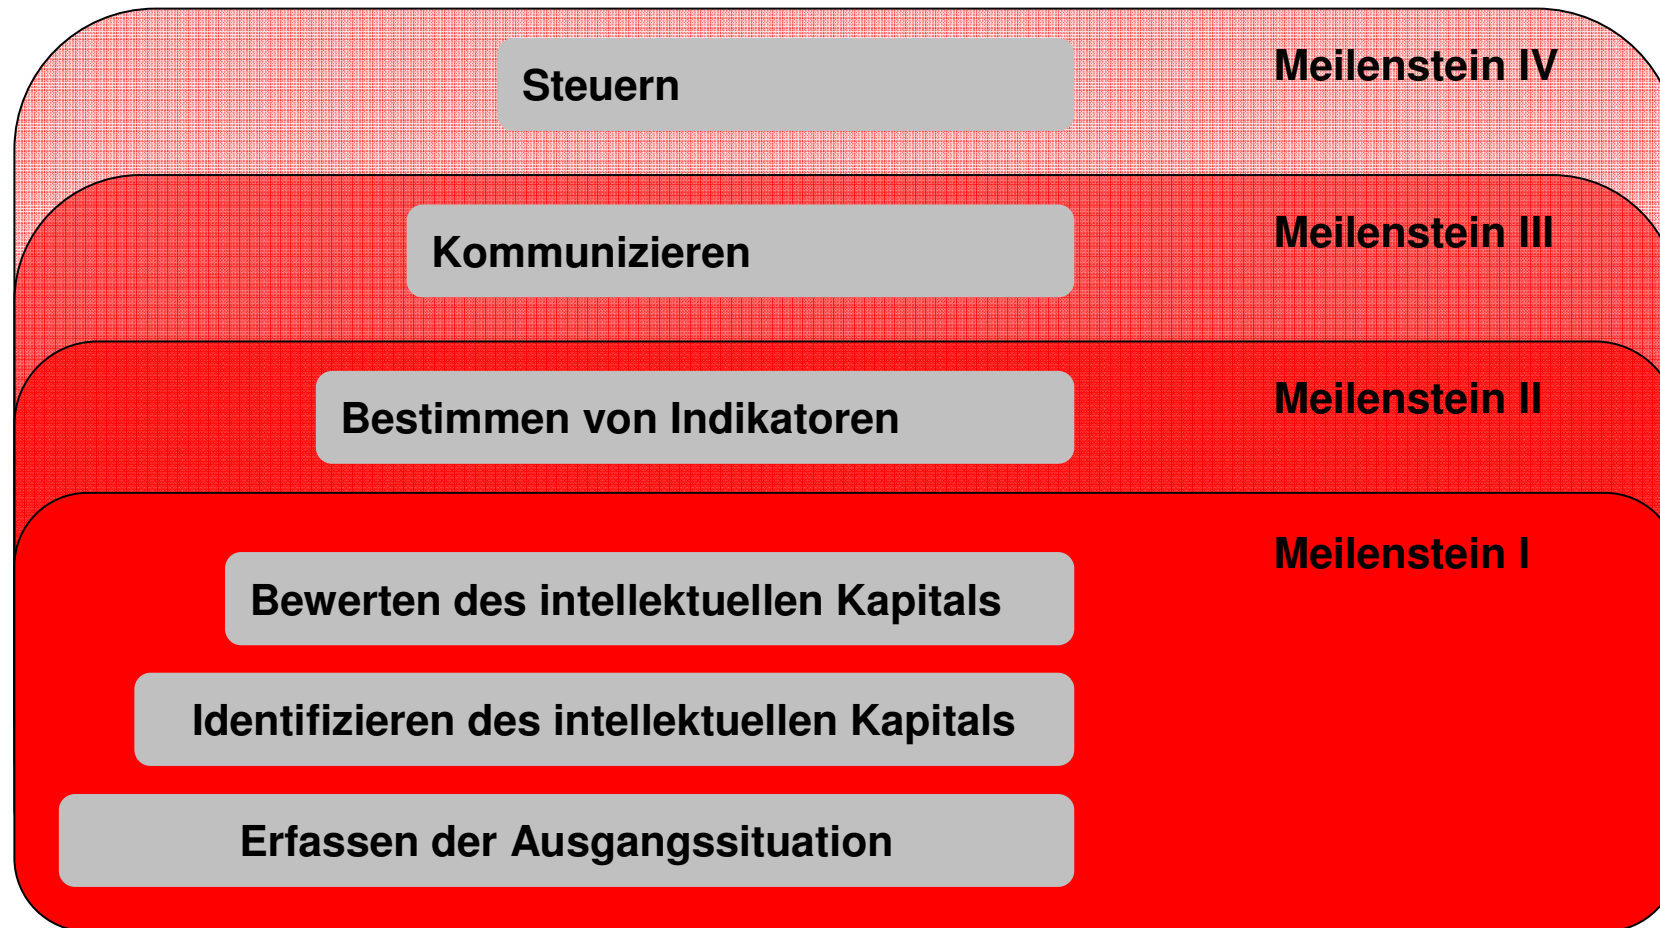 Steuern
Meilenstein IV
Kommunizieren
Meilenstein III
Bestimmen von Indikatoren
Meilenstein II
Meilenstein I
Bewerten des intellektuellen Kapitals
Identifizieren des intellektuellen Kapitals
Erfassen der Ausgangssituation